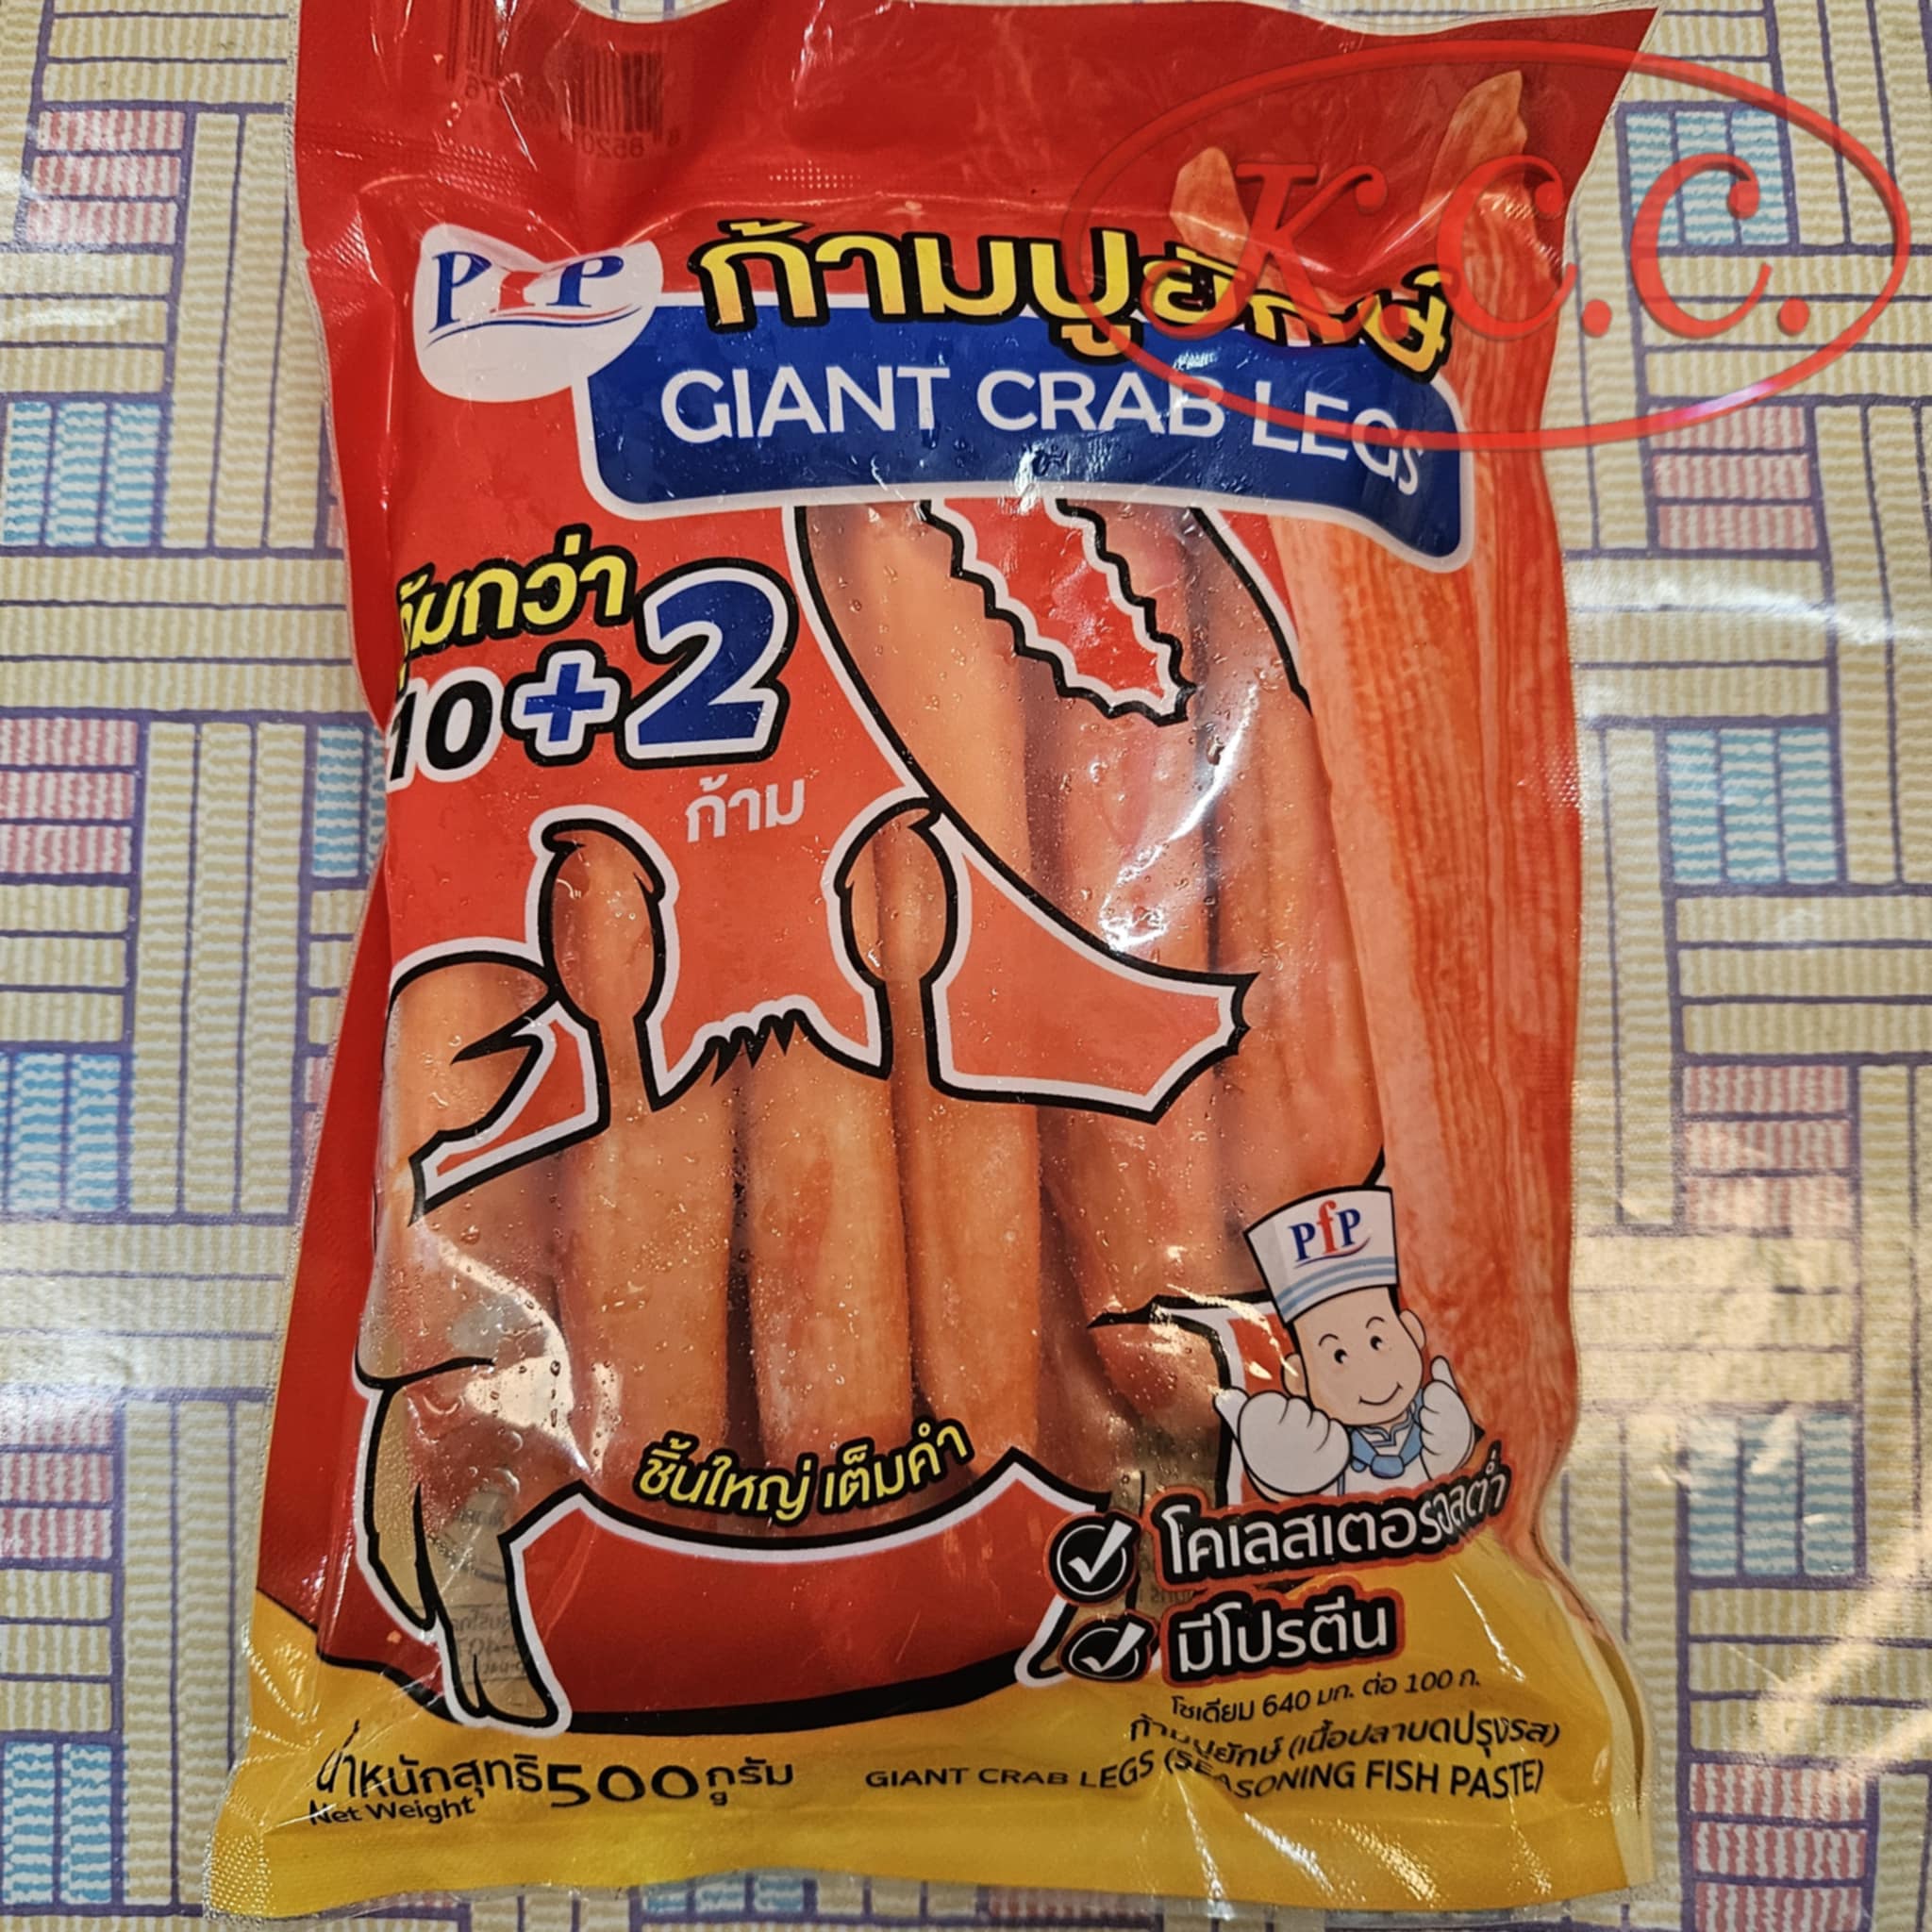 K.C.C.
PFP
ก้ามปูยักษ์
GIANT CRAB LEGS
คุ้มกว่า
10+2
ก้าม
PfP
ชิ้นใหญ่ เต็มคำ
โคเลสเตอรอลต่ำ
มีโปรตีน
โซเดียม 640 มก. ต่อ 100 ก.
ก้ามปูยักษ์ (เนื้อปลาบดปรุงรส)
GIANT CRAB LEGS (SEASONING FISH PASTE)
น้ำหนักสุทธิ 500 กรัม
Net Weight g